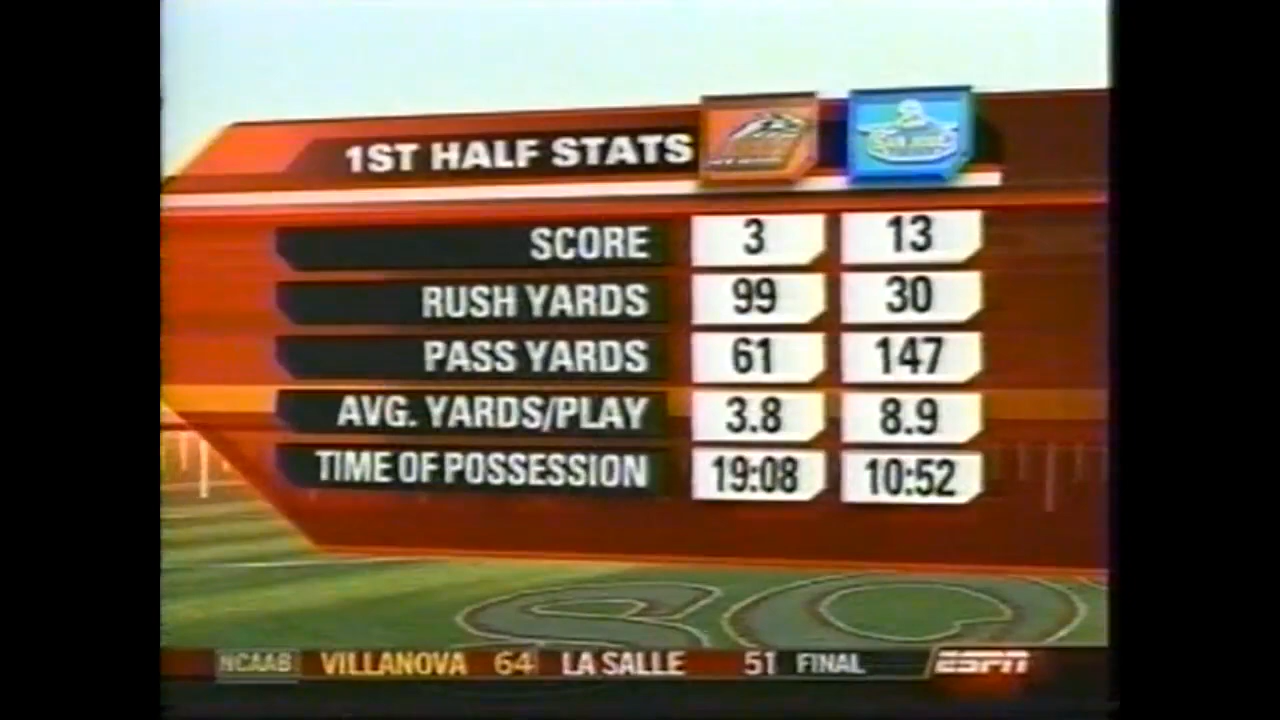 1ST HALF STATS
SCORE 3 13
RUSH YARDS 99 30
PASS YARDS 61 147
AVG. YARDS/PLAY 3.8 8.9
TIME OF POSSESSION 19:08 10:52
NCAAB VILLANOVA 64 LA SALLE 51 FINAL ESPN